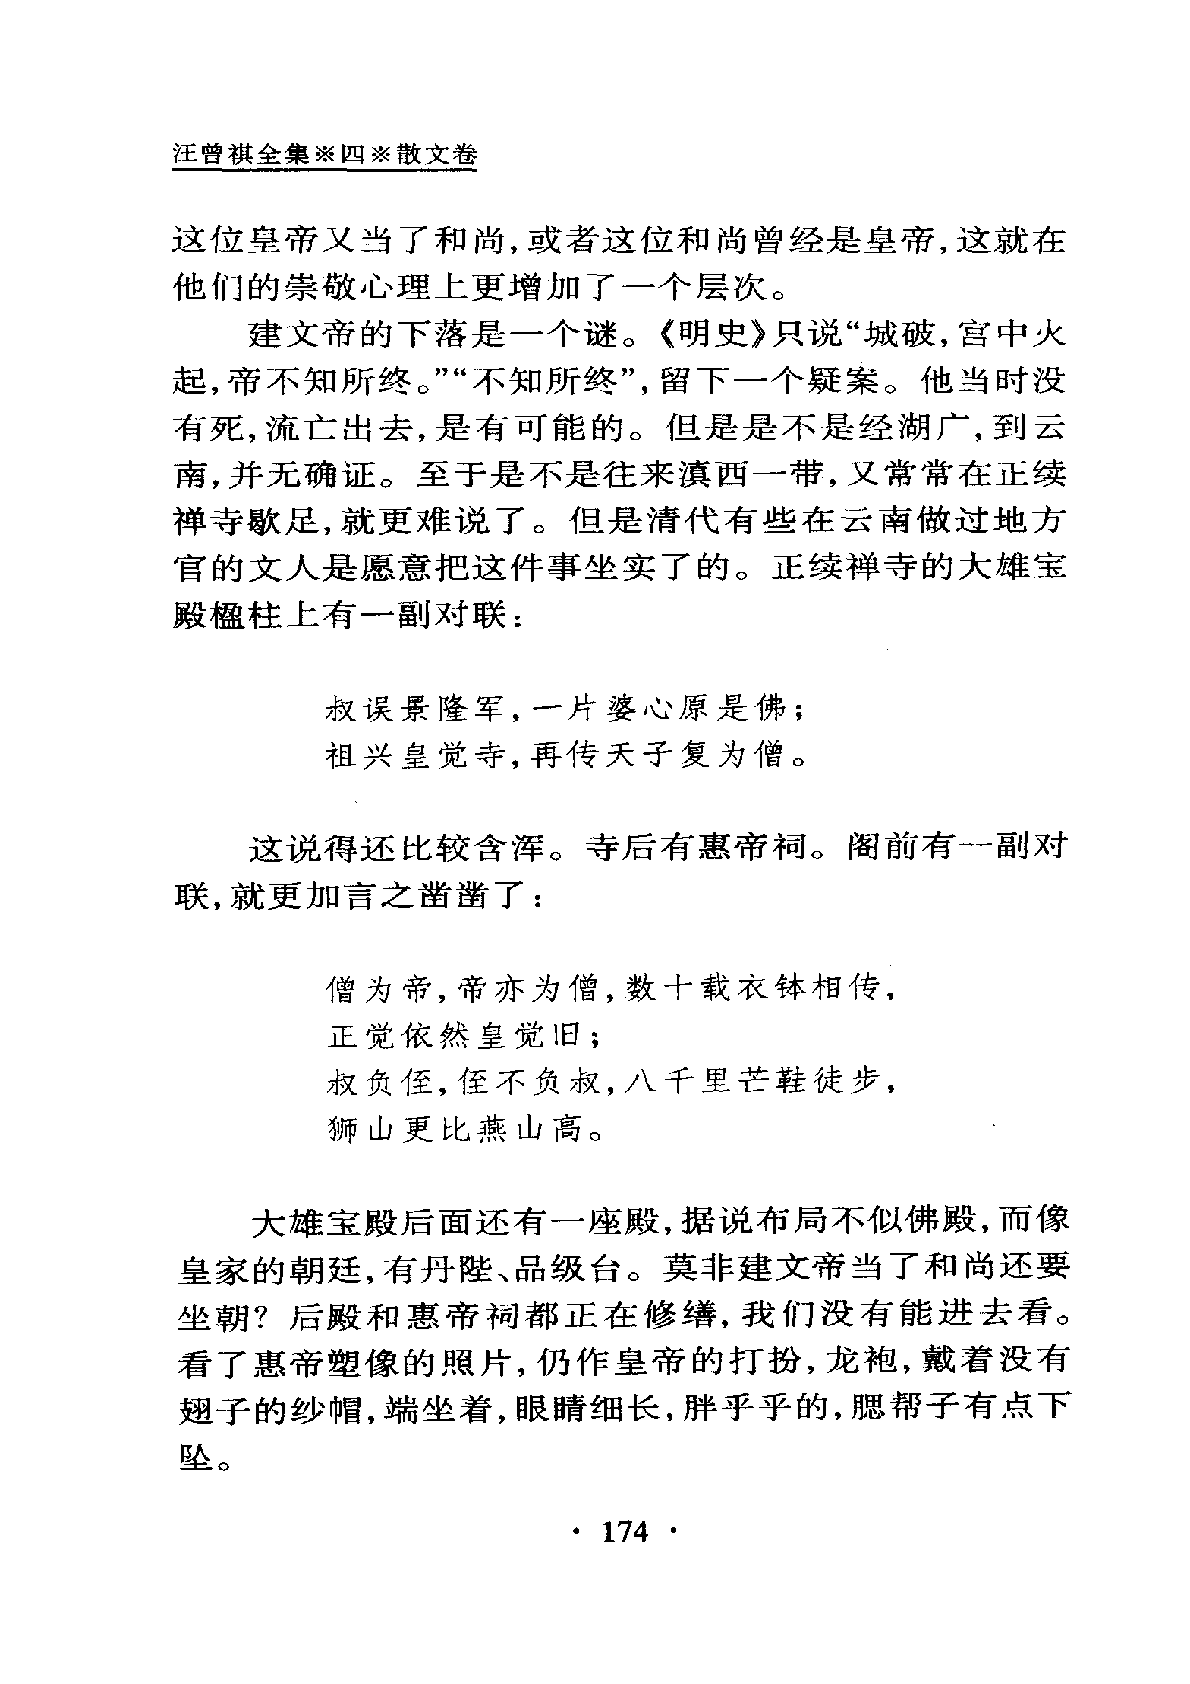 汪曾祺全集※四※散文卷
这位皇帝又当了和尚,或者这位和尚曾经是皇帝,这就在
他们的崇敬心理上更增加了一个层次。
建文帝的下落是一个谜。《明史》只说“城破,宫中火
起,帝不知所终。”“不知所终”,留下一个疑案。他当时没
有死,流亡出去,是有可能的。但是是不是经湖广,到云
南,并无确证。至于是不是往来滇西一带,又常常在正续
禅寺歇足,就更难说了。但是清代有些在云南做过地方
官的文人是愿意把这件事坐实了的。正续禅寺的大雄宝
殿楹柱上有一副对联:
叔误景隆军,一片婆心原是佛;
祖兴皇觉寺,再传天子复为僧。
这说得还比较含浑。寺后有惠帝祠。阁前有一副对
联,就更加言之凿凿了:
僧为帝,帝亦为僧,数十载衣钵相传,
正觉依然皇觉旧;
叔负侄,侄不负叔,八千里芒鞋徒步,
狮山更比燕山高。
大雄宝殿后面还有一座殿,据说布局不似佛殿,而像
皇家的朝廷,有丹陛、品级台。莫非建文帝当了和尚还要
坐朝?后殿和惠帝祠都正在修缮,我们没有能进去看。
看了惠帝塑像的照片,仍作皇帝的打扮,龙袍,戴着没有
翅子的纱帽,端坐着,眼睛细长,胖乎乎的,腮帮子有点下
坠。
· 174 ·